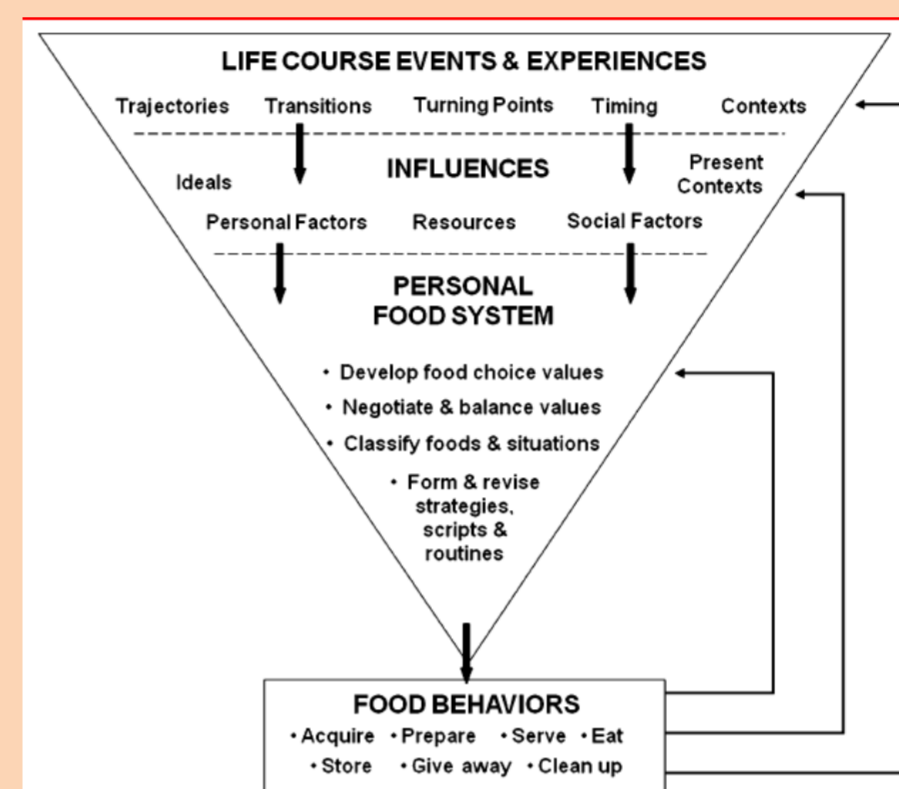 LIFE COURSE EVENTS & EXPERIENCES
Trajectories Transitions Turning Points Timing Contexts
INFLUENCES
Ideals
Present
Contexts
Personal Factors Resources Social Factors
PERSONAL
FOOD SYSTEM
• Develop food choice values
• Negotiate & balance values
• Classify foods & situations
• Form & revise
strategies,
scripts &
routines
FOOD BEHAVIORS
• Acquire • Prepare • Serve • Eat
• Store • Give away • Clean up